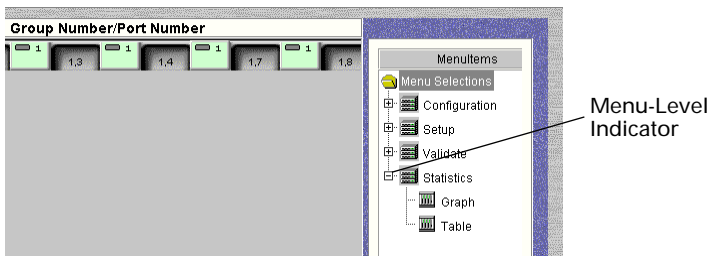 Group Number/Port Number
1 1,3 1 1,4 1 1,7 1 1,8
MenuItems
Menu Selections
Configuration
Setup
Validate
Statistics
Graph
Table
Menu-Level
Indicator